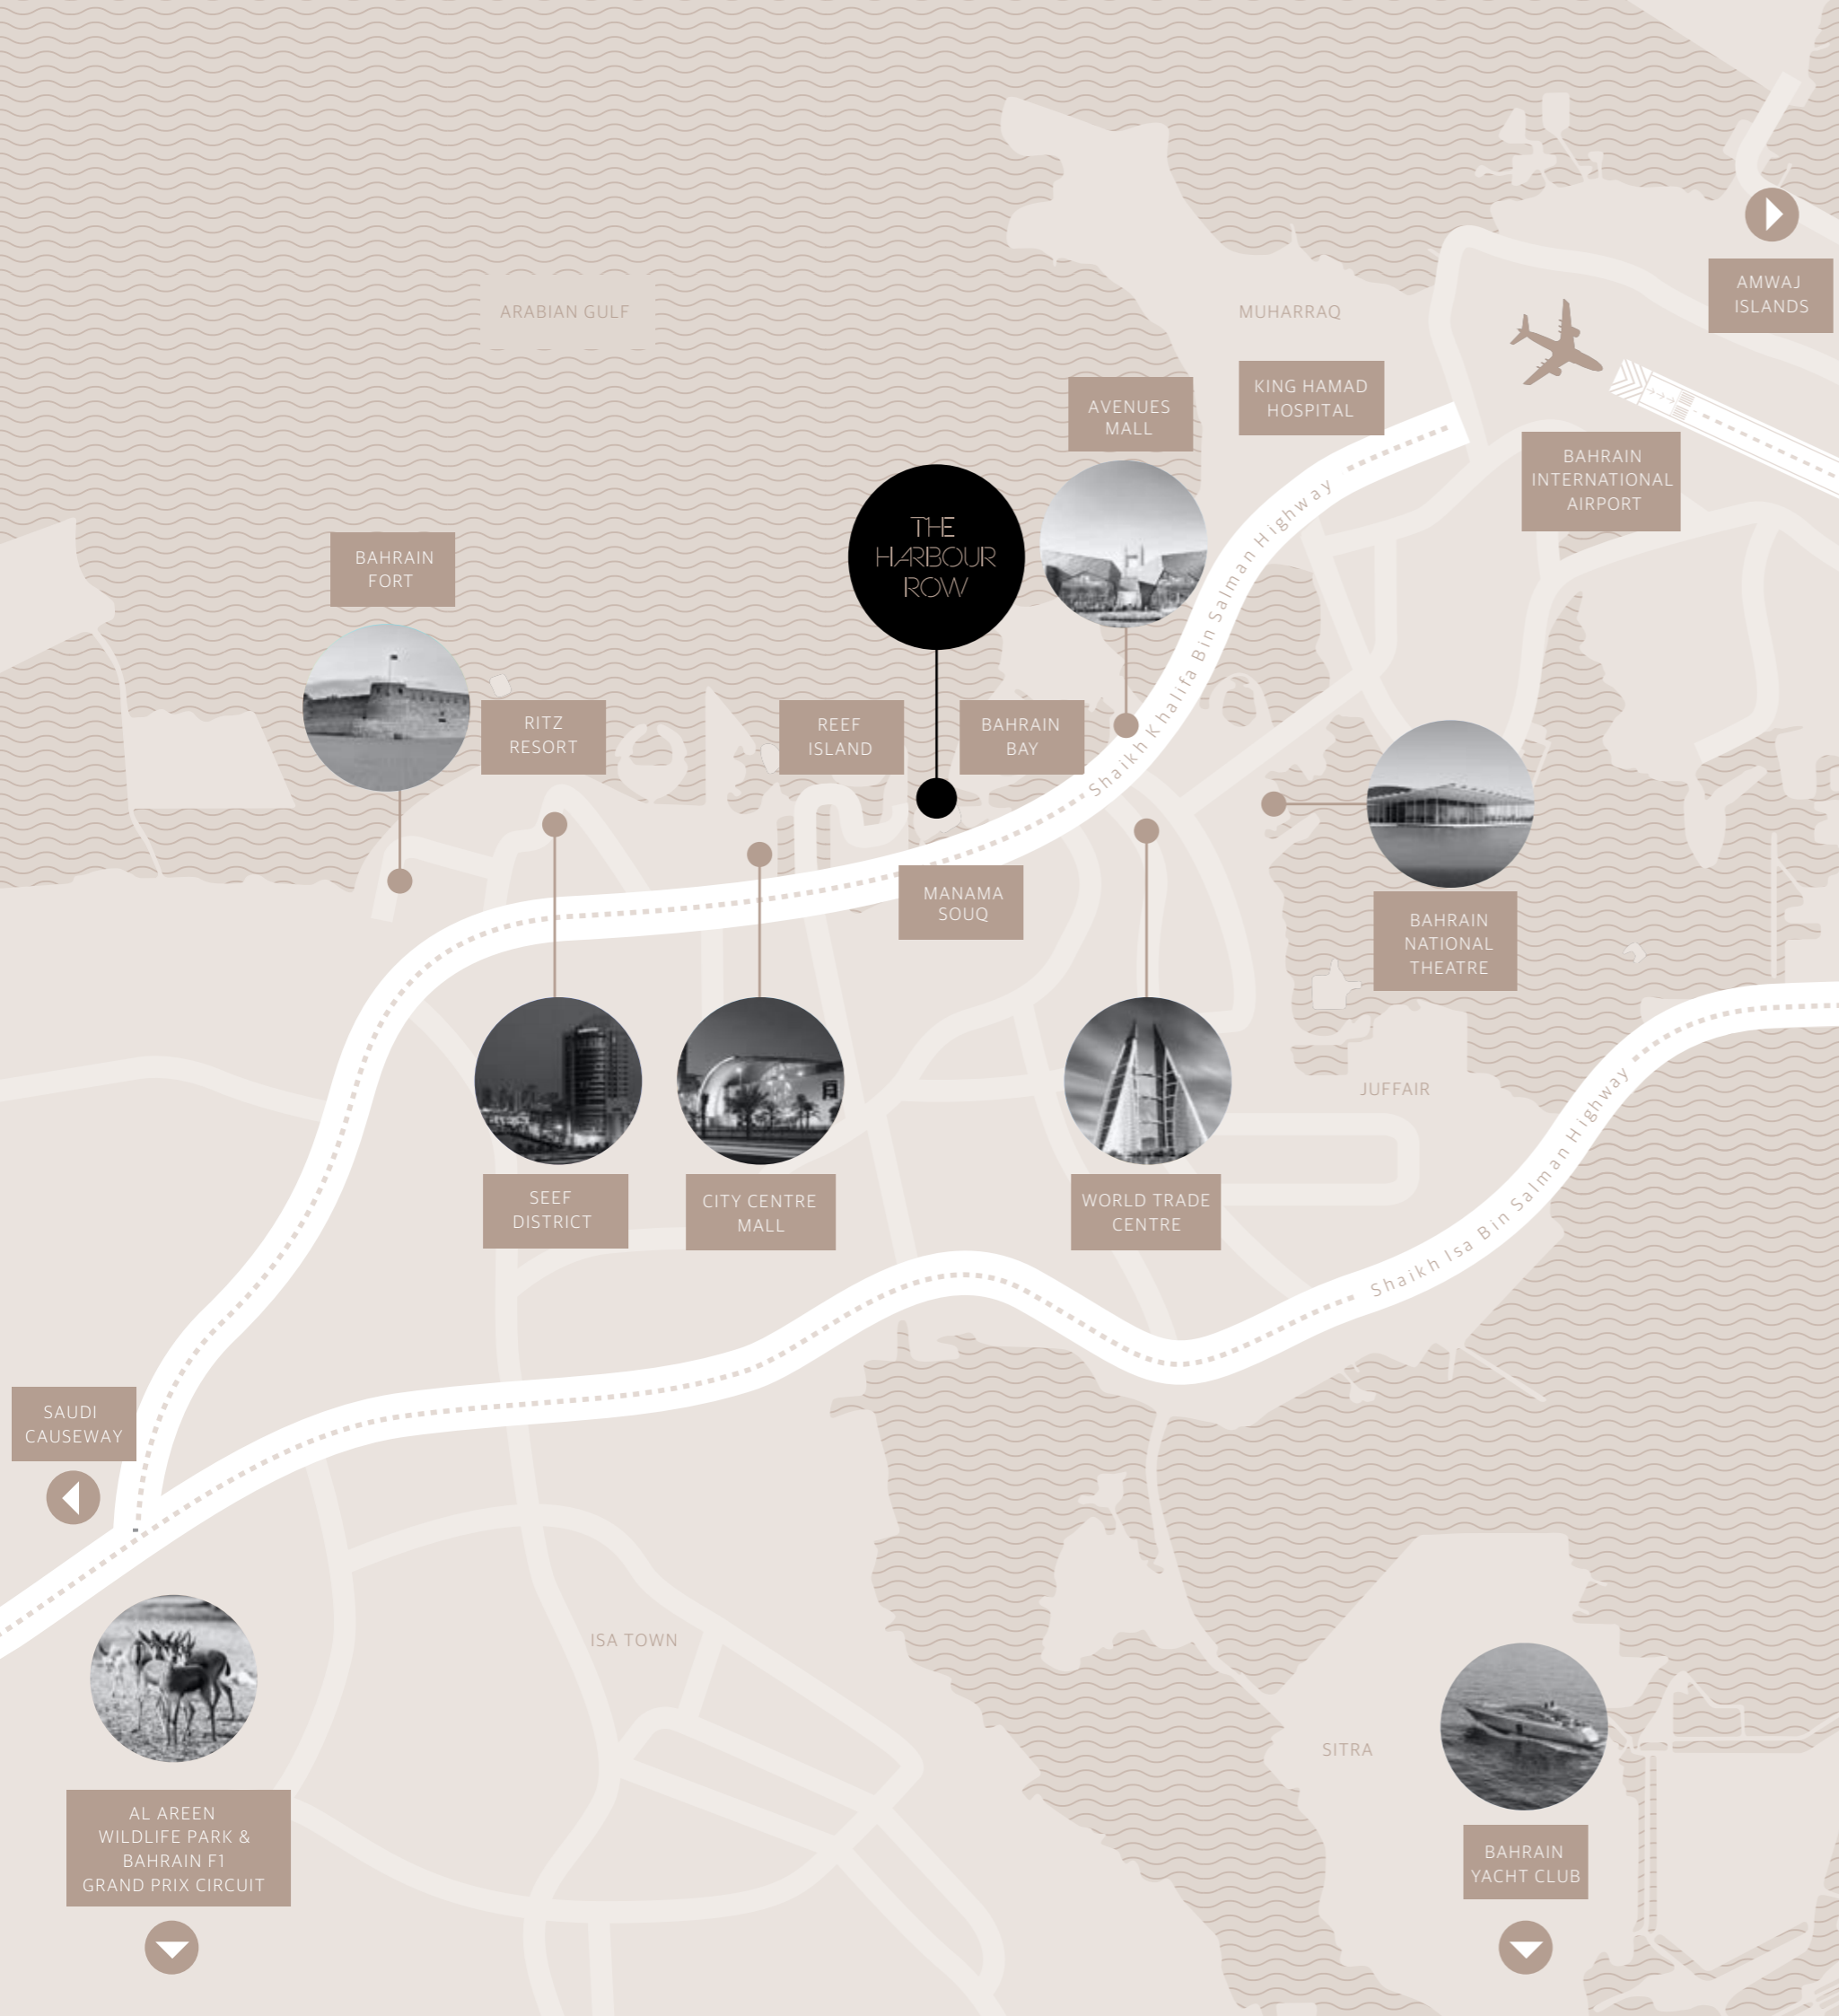 ARABIAN GULF
MUHARRAQ
AMWAJ
ISLANDS
KING HAMAD
HOSPITAL
AVENUES
MALL
BAHRAIN
INTERNATIONAL
AIRPORT
THE
HARBOUR
ROW
BAHRAIN
FORT
Shaikh Khalifa Bin Salman Highway
RITZ
RESORT
REEF
ISLAND
BAHRAIN
BAY
MANAMA
SOUQ
BAHRAIN
NATIONAL
THEATRE
JUFFAIR
SEEF
DISTRICT
CITY CENTRE
MALL
WORLD TRADE
CENTRE
Shaikh Isa Bin Salman Highway
SAUDI
CAUSEWAY
ISA TOWN
SITRA
AL AREEN
WILDLIFE PARK &
BAHRAIN F1
GRAND PRIX CIRCUIT
BAHRAIN
YACHT CLUB